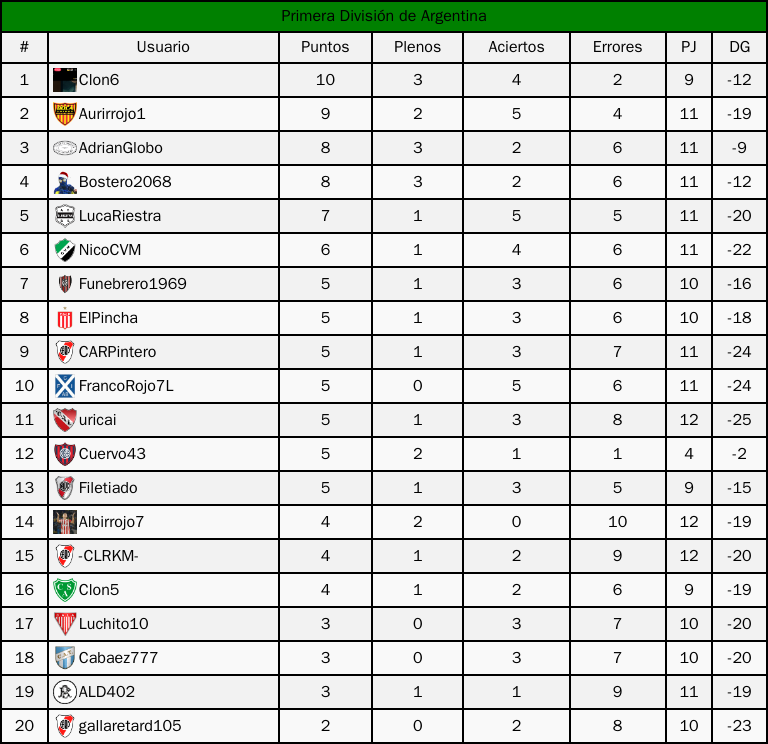 Primera División de Argentina
# Usuario Puntos Plenos Aciertos Errores PJ DG
1 Clon6 10 3 4 2 9 -12
2 Aurirrojo1 9 2 5 4 11 -19
3 AdrianGlobo 8 3 2 6 11 -9
4 Bostero2068 8 3 2 6 11 -12
5 LucaRiestra 7 1 5 5 11 -20
6 NicoCVM 6 1 4 6 11 -22
7 Funebrero1969 5 1 3 6 10 -16
8 ElPincha 5 1 3 6 10 -18
9 CARPintero 5 1 3 7 11 -24
10 FrancoRojo7L 5 0 5 6 11 -24
11 uricai 5 1 3 8 12 -25
12 Cuervo43 5 2 1 1 4 -2
13 Filetiado 5 1 3 5 9 -15
14 Albirrojo7 4 2 0 10 12 -19
15 -CLRKM- 4 1 2 9 12 -20
16 Clon5 4 1 2 6 9 -19
17 Luchito10 3 0 3 7 10 -20
18 Cabaez777 3 0 3 7 10 -20
19 ALD402 3 1 1 9 11 -19
20 gallaretard105 2 0 2 8 10 -23